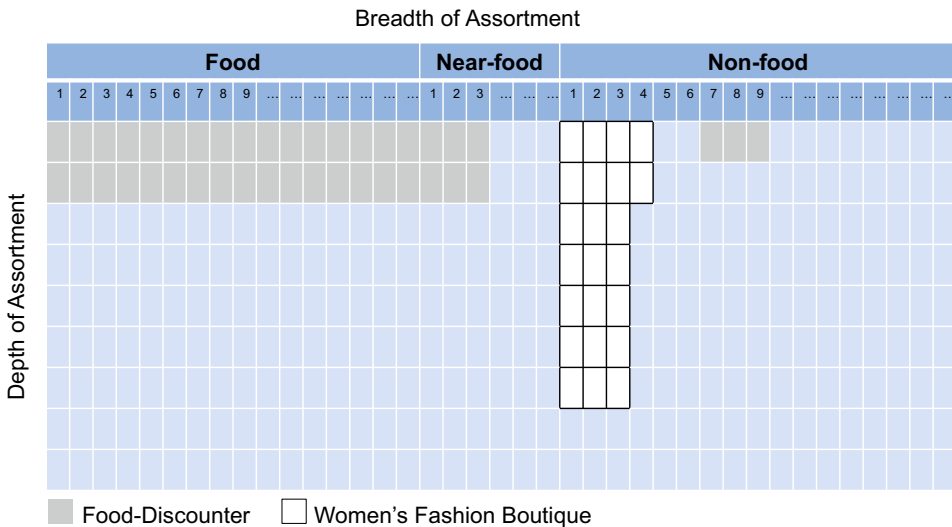 Breadth of Assortment
Food Near-food Non-food
1 2 3 4 5 6 7 8 9 ... ... ... ... ... ... ... 1 2 3 ... ... ... 1 2 3 4 5 6 7 8 9 ... ... ... ... ... ... ... ...
Depth of Assortment
Food-Discounter Women's Fashion Boutique